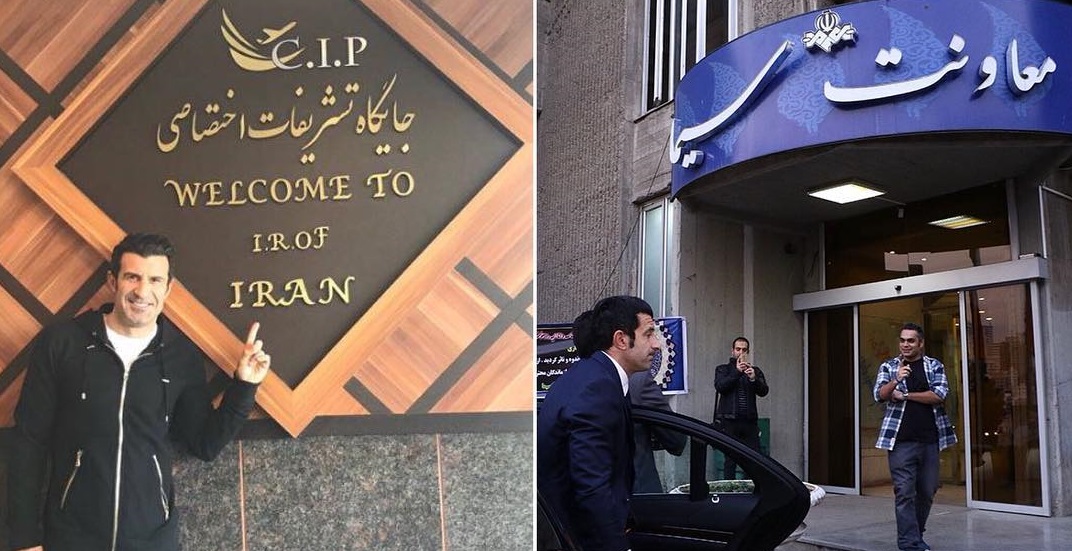 C.I.P
جایگاه تشریفات اختصاصی
WELCOME TO
I.R.OF
IRAN
معاونت سیما